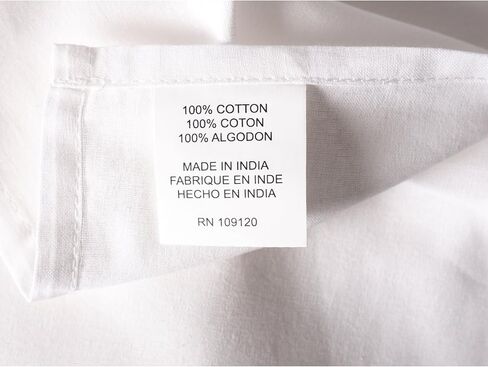 100% COTTON
100% COTON
100% ALGODON
MADE IN INDIA
FABRIQUE EN INDE
HECHO EN INDIA
RN 109120